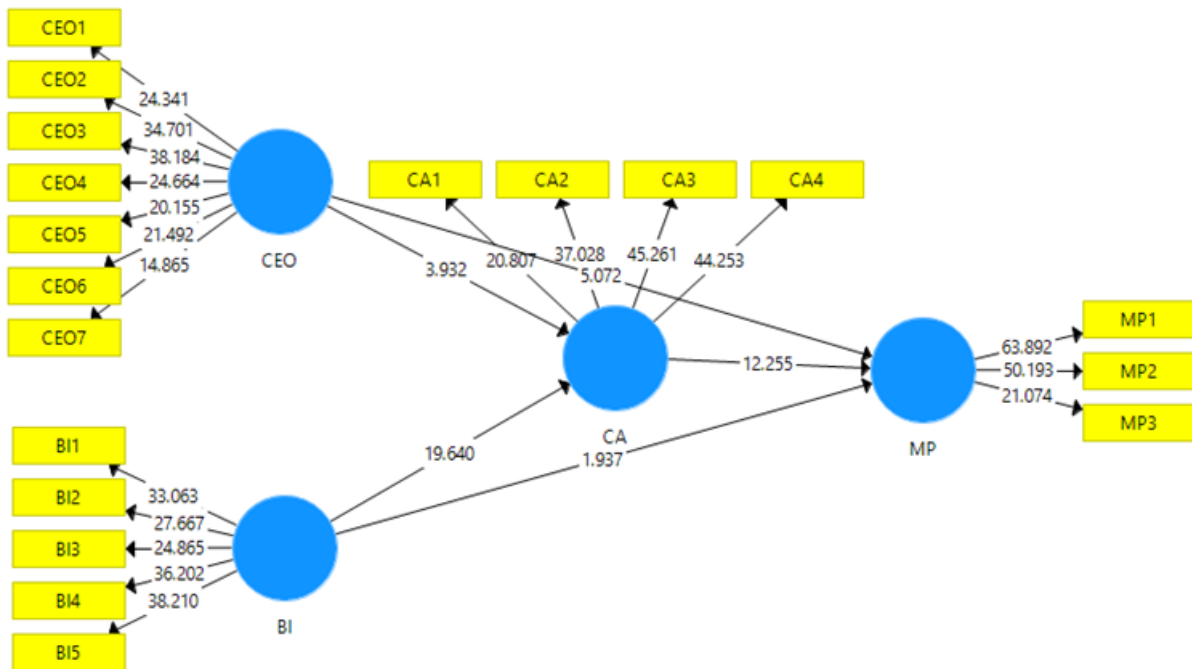 CEO1
CEO2
CEO3
CEO4
CEO5
CEO6
CEO7
24.341
34.701
38.184
24.664
20.155
21.492
14.865
CEO
CA1
CA2
CA3
CA4
20.807
37.028
45.261
44.253
3.932
5.072
CA
12.255
19.640
1.937
MP
63.892
50.193
21.074
MP1
MP2
MP3
BI1
BI2
BI3
BI4
BI5
33.063
27.667
24.865
36.202
38.210
BI